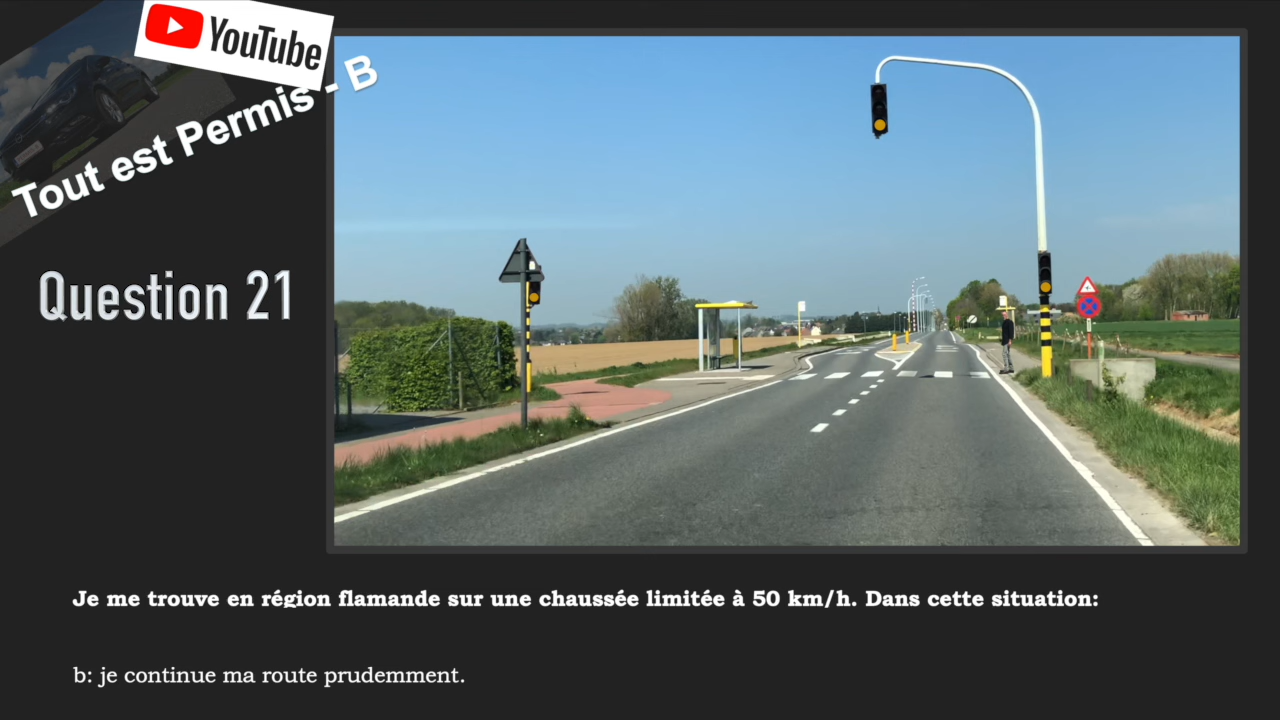 YouTube
Tout est Permis - B
Question 21
Je me trouve en région flamande sur une chaussée limitée à 50 km/h. Dans cette situation:
b: je continue ma route prudemment.